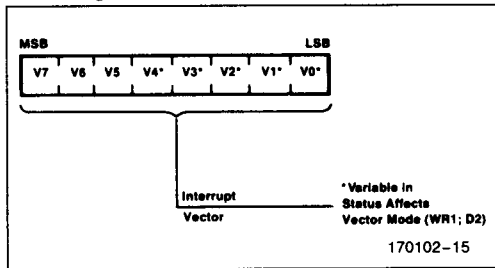 MSB LSB
V7 V6 V5 V4* V3* V2* V1* V0*
Interrupt
Vector
*Variable in
Status Affects
Vector Mode (WR1; D2)
170102-15